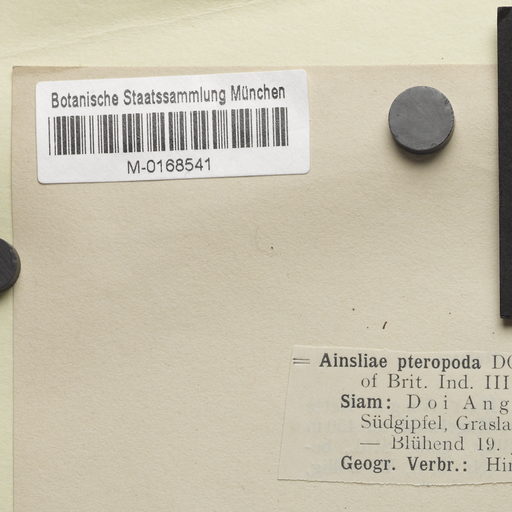 Botanische Staatssammlung München
M-0168541
= Ainsliae pteropoda DC
of Brit. Ind. III
Siam: Doi Ang
Südgipfel, Grasla
— Blühend 19.
Geogr. Verbr.: Hi